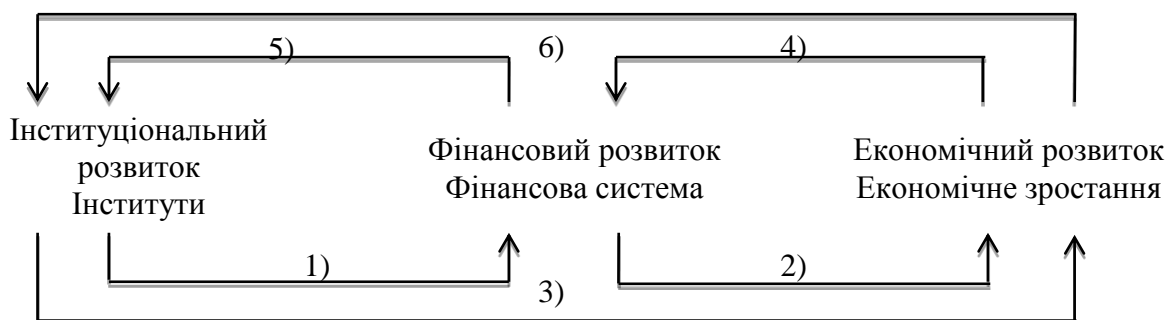 5) 6) 4)
Інституціональний
розвиток
Інститути
Фінансовий розвиток
Фінансова система
Економічний розвиток
Економічне зростання
1) 2)
3)